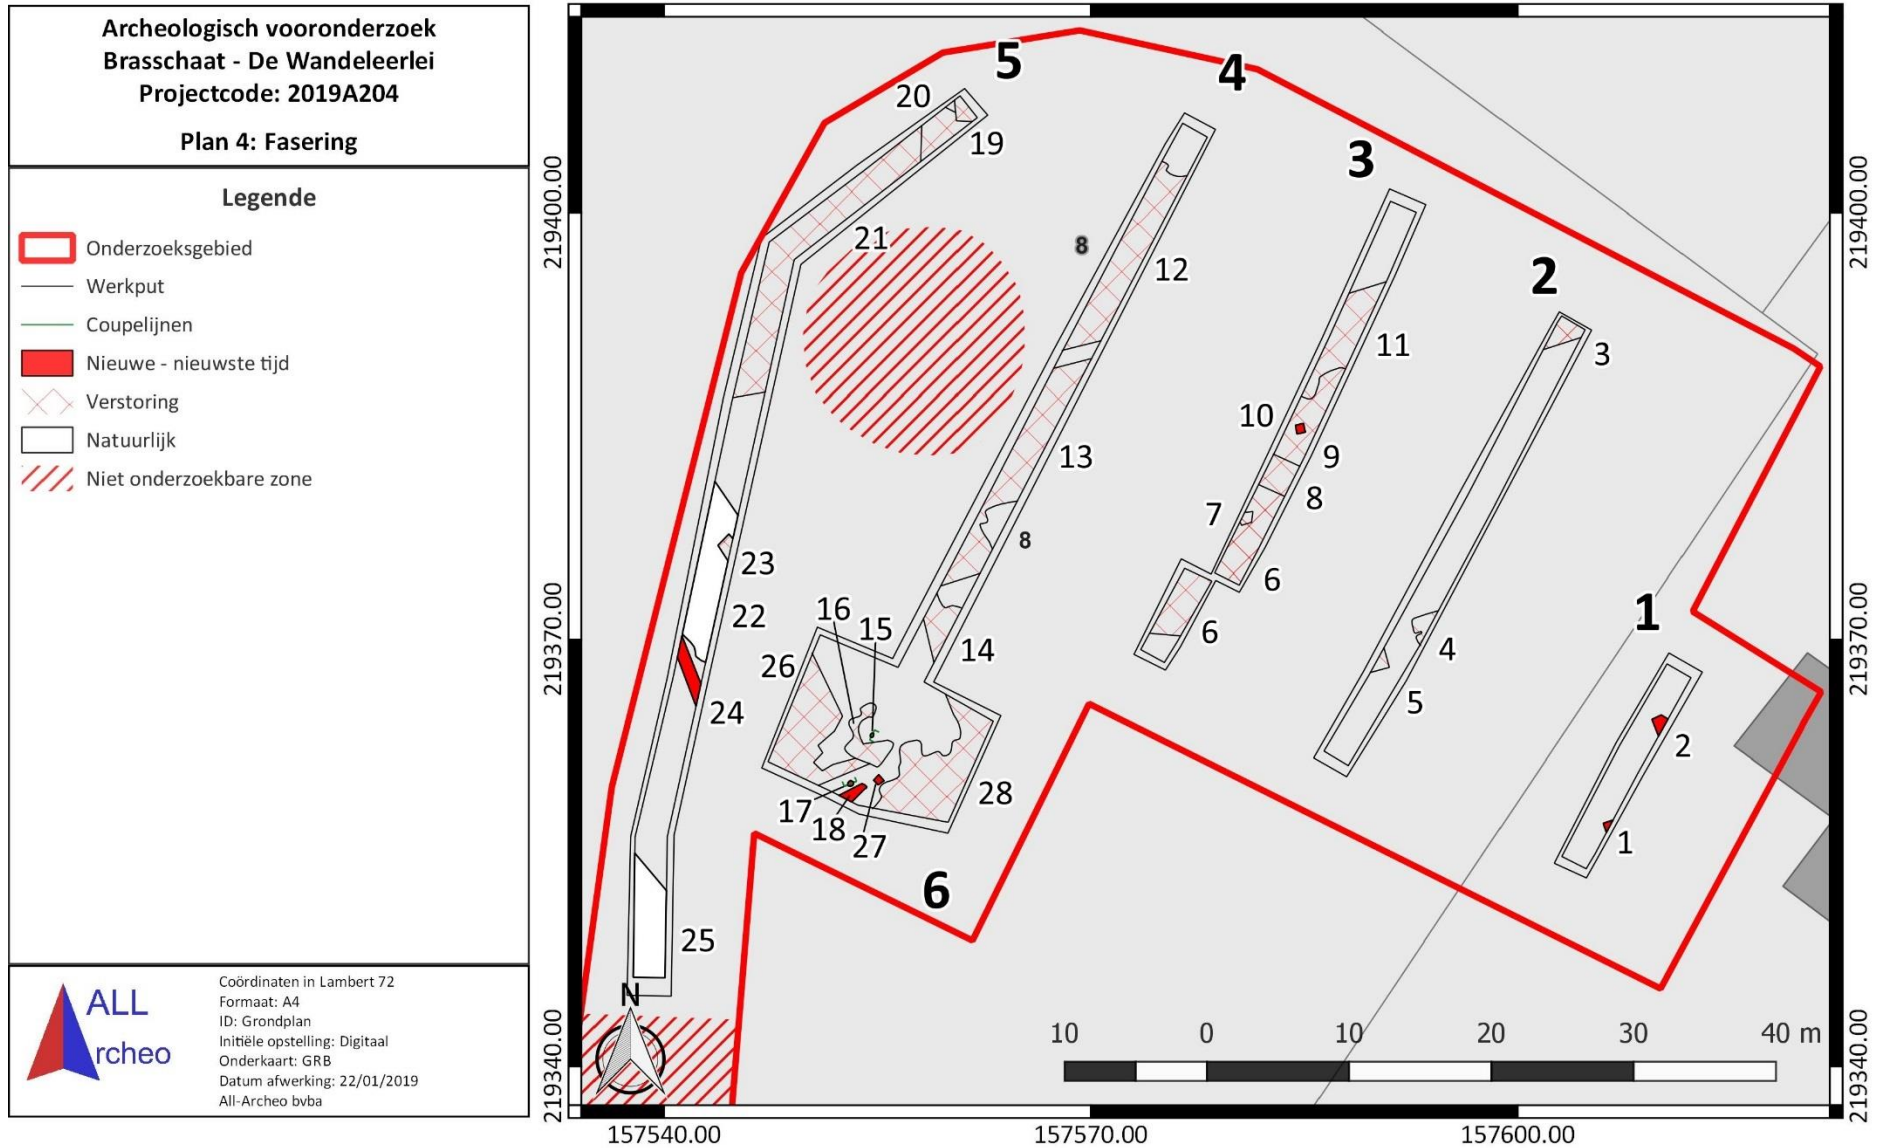 Archeologisch vooronderzoek
Brasschaat - De Wandeleerlei
Projectcode: 2019A204
Plan 4: Fasering
Legende
Onderzoeksgebied
Werkput
Coupelijnen
Nieuwe - nieuwste tijd
Verstoring
Natuurlijk
Niet onderzoekbare zone
ALL
rcheo
Coördinaten in Lambert 72
Formaat: A4
ID: Grondplan
Initiële opstelling: Digitaal
Onderkaart: GRB
Datum afwerking: 22/01/2019
All-Archeo bvba
5
4
20
19
3
219400.00
219400.00
21
8
12
2
11
3
10
13
9
8
7
8
23
6
22
16
15
6
1
219370.00
219370.00
14
26
4
5
24
2
28
17
18
27
1
6
25
N
10 0 10 20 30 40 m
219340.00
219340.00
157540.00
157570.00
157600.00